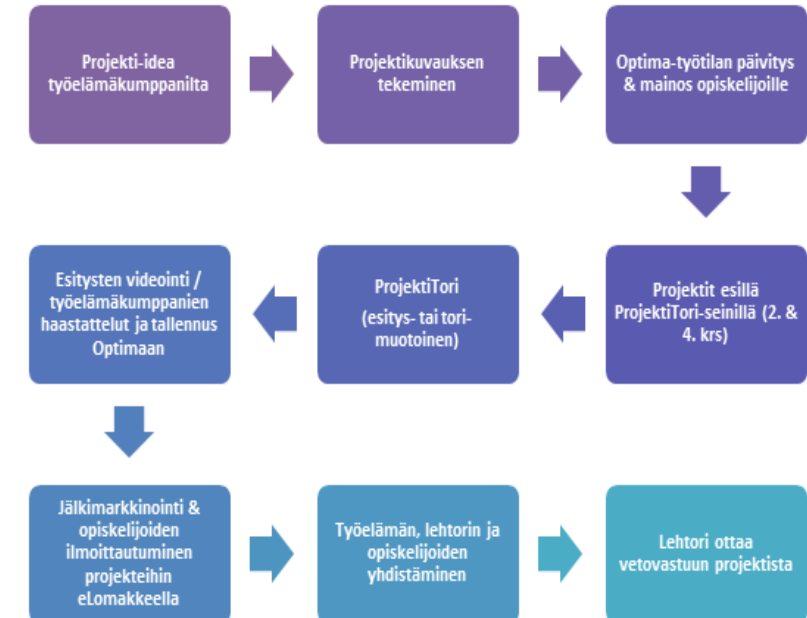 Projekti-idea
työelämäkumppanilta
Projektikuvauksen
tekeminen
Optima-työtilan päivitys
& mainos opiskelijoille
Projektit esillä
ProjektiTori-seinillä (2. &
4. krs)
ProjektiTori
(esitys- tai tori-
muotoinen)
Esitysten videointi /
työelämäkumppanien
haastattelut ja tallennus
Optimaan
Jälkimarkkinointi &
opiskelijoiden
ilmoittautuminen
projekteihin
eLomakkeella
Työelämän, lehtorin ja
opiskelijoiden
yhdistäminen
Lehtori ottaa
vetovastuun projektista